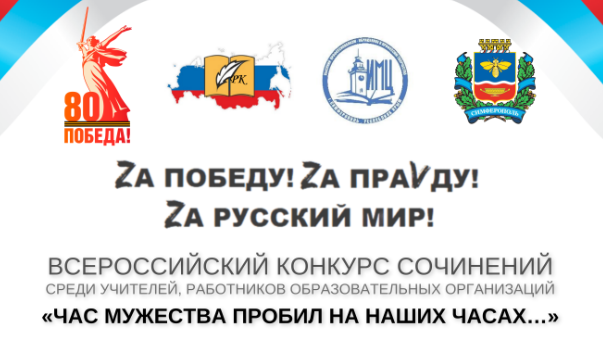 80
ПОБЕДА!
РК
ИМЦ
СИМФЕРОПОЛЬ
ZА ПОБЕДУ! ZА ПРАVДУ!
ZА РУССКИЙ МИР!
ВСЕРОССИЙСКИЙ КОНКУРС СОЧИНЕНИЙ
СРЕДИ УЧИТЕЛЕЙ, РАБОТНИКОВ ОБРАЗОВАТЕЛЬНЫХ ОРГАНИЗАЦИЙ
«ЧАС МУЖЕСТВА ПРОБИЛ НА НАШИХ ЧАСАХ...»